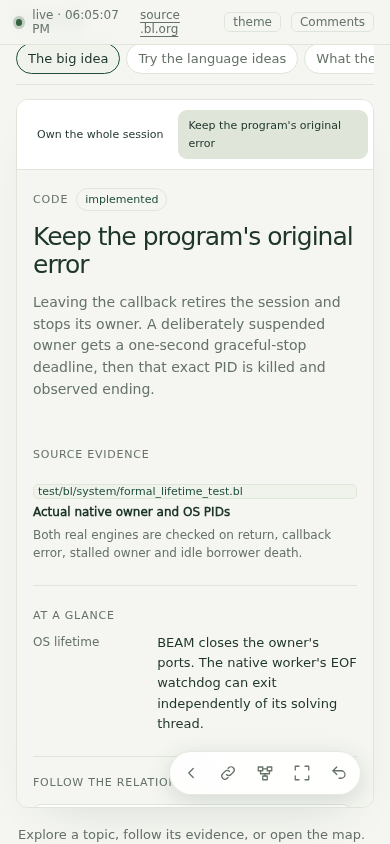 live · 06:05:07 PM
source.bl.org
theme
Comments
The big idea
Try the language ideas
What the
Own the whole session
Keep the program's original
error
CODE
implemented
Keep the program's original
error
Leaving the callback retires the session and
stops its owner. A deliberately suspended
owner gets a one-second graceful-stop
deadline, then that exact PID is killed and
observed ending.
SOURCE EVIDENCE
test/bl/system/formal_lifetime_test.bl
Actual native owner and OS PIDs
Both real engines are checked on return, callback
error, stalled owner and idle borrower death.
AT A GLANCE
OS lifetime
BEAM closes the owner's
ports. The native worker's EOF
watchdog can exit
independently of its solving
thread.
FOLLOW THE
Explore a topic, follow its evidence, or open the map.